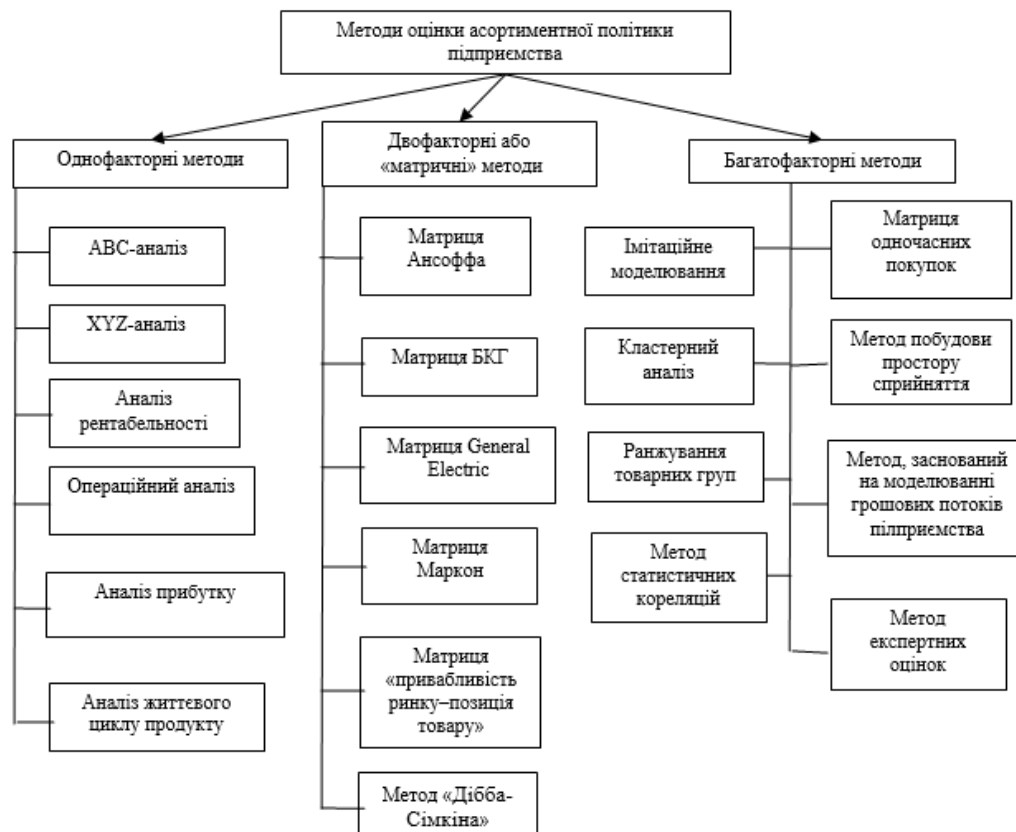 Методи оцінки асортиментної політики
підприємства
Однофакторні методи
ABC-аналіз
XYZ-аналіз
Аналіз
рентабельності
Операційний аналіз
Аналіз прибутку
Аналіз життєвого
циклу продукту
Двофакторні або
«матричні» методи
Матриця
Ансоффа
Матриця БКГ
Матриця General
Electric
Матриця
Маркон
Матриця
«привабливість
ринку–позиція
товару»
Метод «Дібба-
Сімкіна»
Багатофакторні методи
Імітаційне
моделювання
Кластерний
аналіз
Ранжування
товарних груп
Метод
статистичних
кореляцій
Матриця
одночасних
покупок
Метод побудови
простору
сприйняття
Метод, заснований
на моделюванні
грошових потоків
пілприємства
Метод
експертних
оцінок